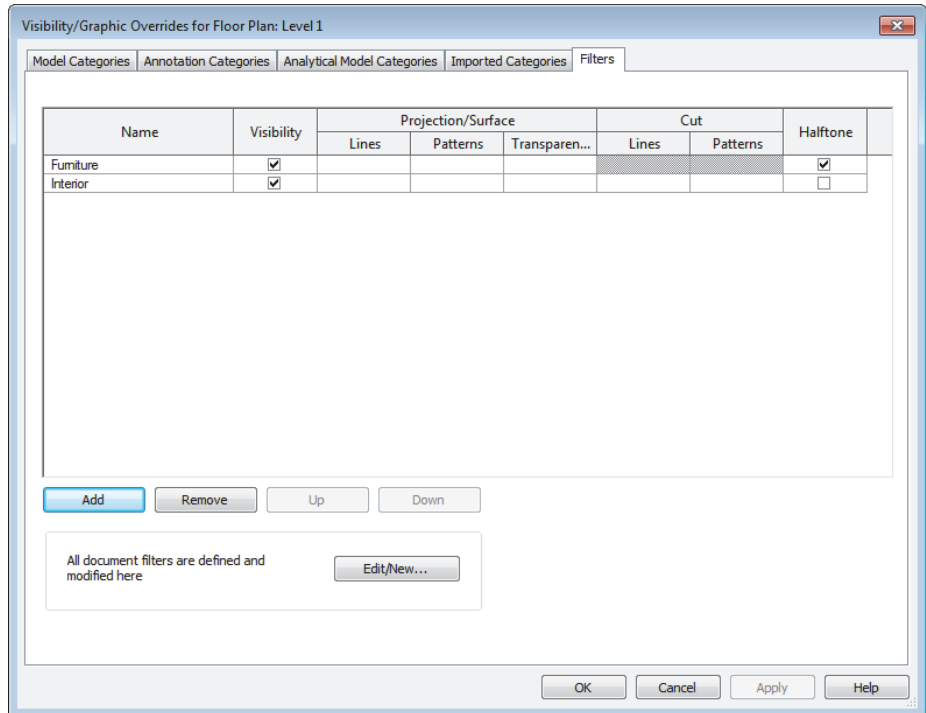 Visibility/Graphic Overrides for Floor Plan: Level 1
Model Categories Annotation Categories Analytical Model Categories Imported Categories Filters
Name Visibility Projection/Surface Cut Halftone
Lines Patterns Transparen... Lines Patterns
Furniture
Interior
Add Remove Up Down
All document filters are defined and
modified here
Edit/New...
OK Cancel Apply Help